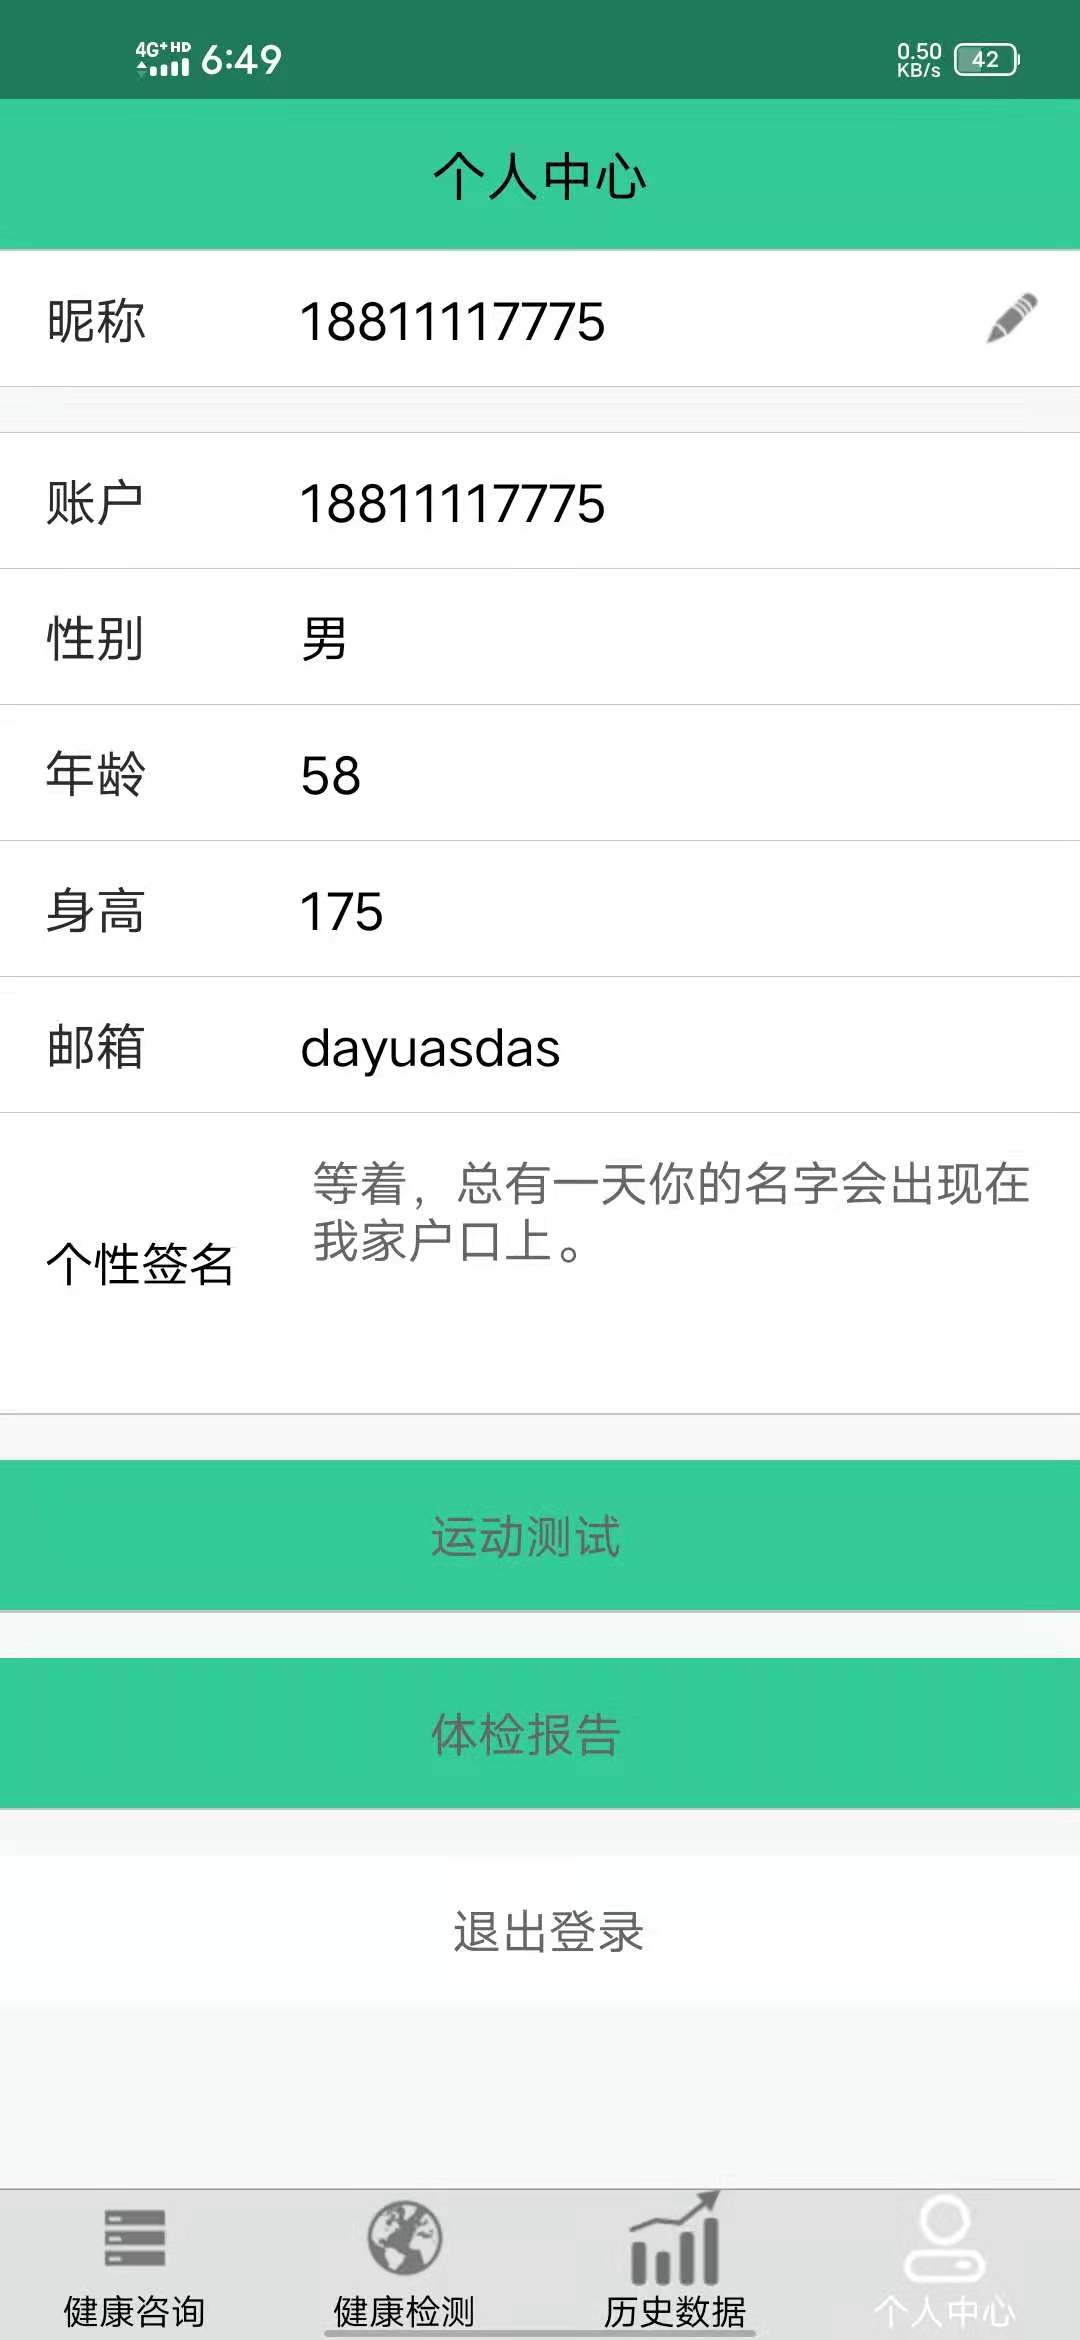 4G+ HD 6:49 0.50 KB/s 42
个人中心
昵称 18811117775
账户 18811117775
性别 男
年龄 58
身高 175
邮箱 dayuasdas
个性签名 等着，总有一天你的名字会出现在
我家户口上。
运动测试
体检报告
退出登录
健康咨询 健康检测 历史数据 个人中心